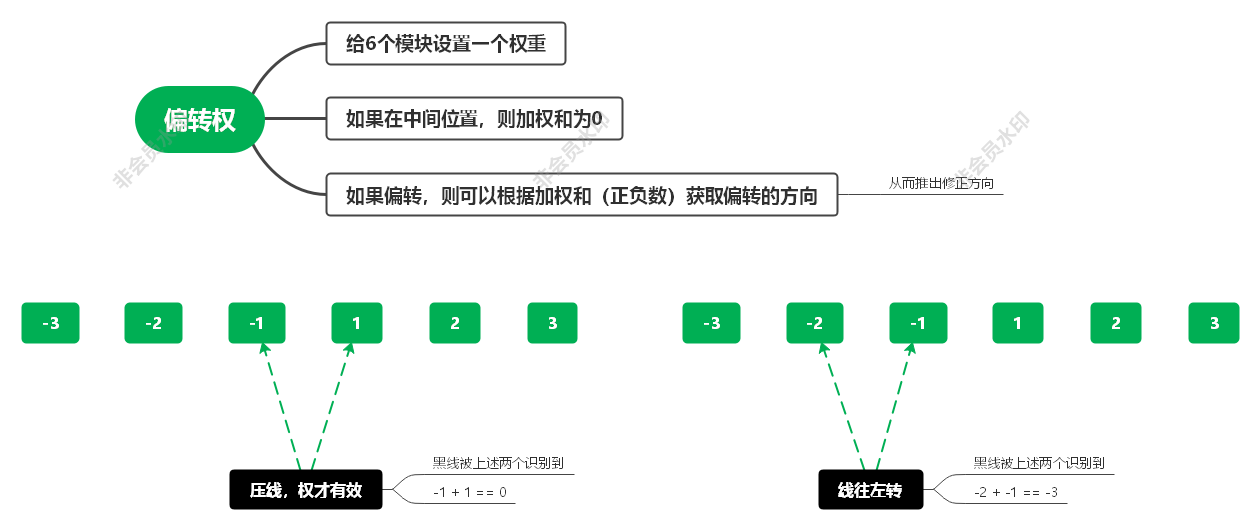 给6个模块设置一个权重
偏转权
如果在中间位置，则加权和为0
如果偏转，则可以根据加权和（正负数）获取偏转的方向
从而推出修正方向
非会员水印
非会员水印
非会员水印
-3 -2 -1 1 2 3
-3 -2 -1 1 2 3
压线，权才有效
黑线被上述两个识别到
-1 + 1 == 0
线往左转
黑线被上述两个识别到
-2 + -1 == -3